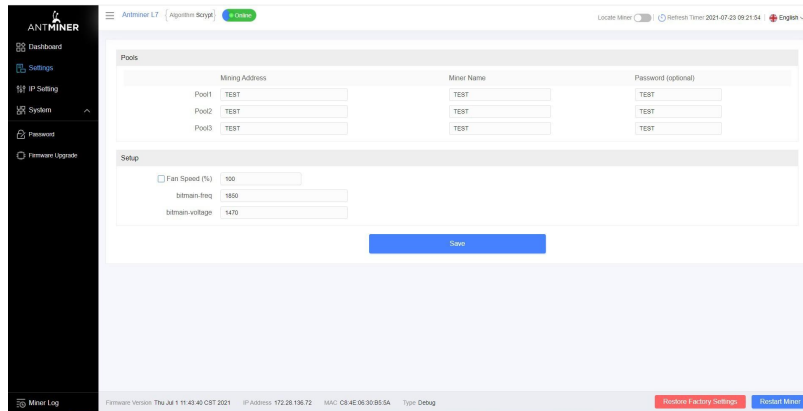 ANTMINER
Antminer L7 Algorithm Scrypt Online
Locate Miner Refresh Timer 2021-07-23 09:21:54 English
Dashboard
Settings
IP Setting
System
Password
Firmware Upgrade
Pools
Mining Address Miner Name Password (optional)
Pool1 TEST TEST TEST
Pool2 TEST TEST TEST
Pool3 TEST TEST TEST
Setup
Fan Speed (%) 100
bitmain-freq 1850
bitmain-voltage 1470
Save
Miner Log
Firmware Version Thu Jul 1 11:43:40 CST 2021 IP Address 172.28.136.72 MAC C8:4E:06:30:B5:5A Type Debug
Restore Factory Settings Restart Miner